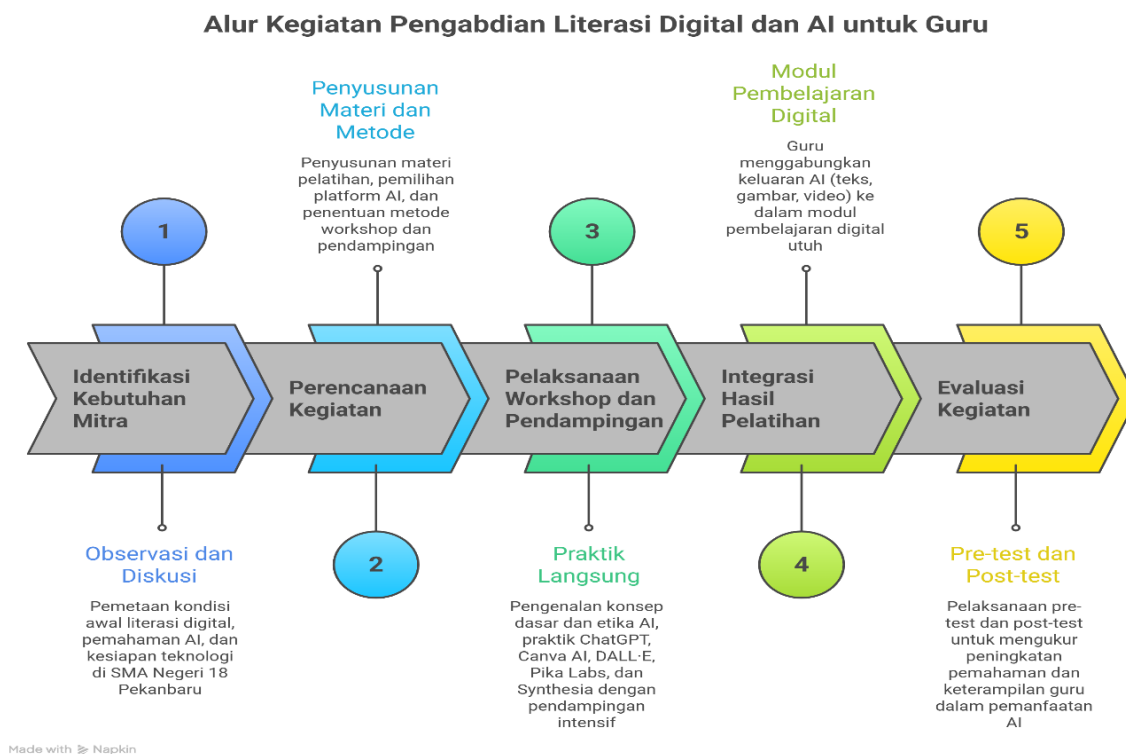 Alur Kegiatan Pengabdian Literasi Digital dan AI untuk Guru
1
Identifikasi
Kebutuhan
Mitra
Observasi dan
Diskusi
Pemetaan kondisi
awal literasi digital,
pemahaman AI, dan
kesiapan teknologi
di SMA Negeri 18
Pekanbaru
Penyusunan
Materi dan
Metode
Penyusunan materi
pelatihan, pemilihan
platform AI, dan
penentuan metode
workshop dan
pendampingan
Perencanaan
Kegiatan
2
3
Pelaksanaan
Workshop dan
Pendampingan
Praktik
Langsung
Pengenalan konsep
dasar dan etika AI,
praktik ChatGPT,
Canva AI, DALL·E,
Pika Labs, dan
Synthesia dengan
pendampingan
intensif
Modul
Pembelajaran
Digital
Guru
menggabungkan
keluaran AI (teks,
gambar, video) ke
dalam modul
pembelajaran digital
utuh
Integrasi
Hasil
Pelatihan
4
5
Evaluasi
Kegiatan
Pre-test dan
Post-test
Pelaksanaan pre-
test dan post-test
untuk mengukur
peningkatan
pemahaman dan
keterampilan guru
dalam pemanfaatan
AI
Made with Napkin